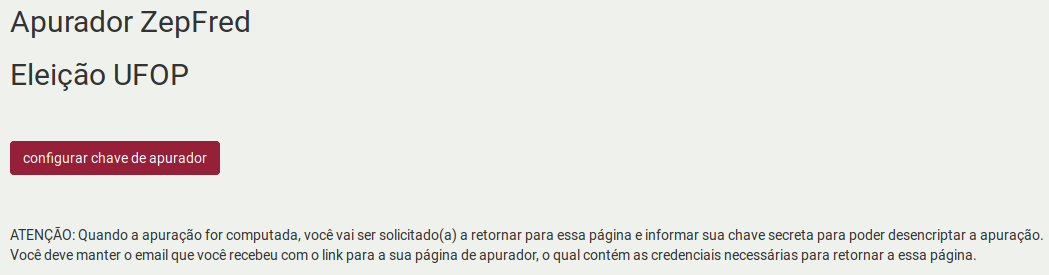 Apurador ZepFred
Eleição UFOP
configurar chave de apurador
ATENÇÃO: Quando a apuração for computada, você vai ser solicitado(a) a retornar para essa página e informar sua chave secreta para poder desencriptar a apuração.
Você deve manter o email que você recebeu com o link para a sua página de apurador, o qual contém as credenciais necessárias para retornar a essa página.